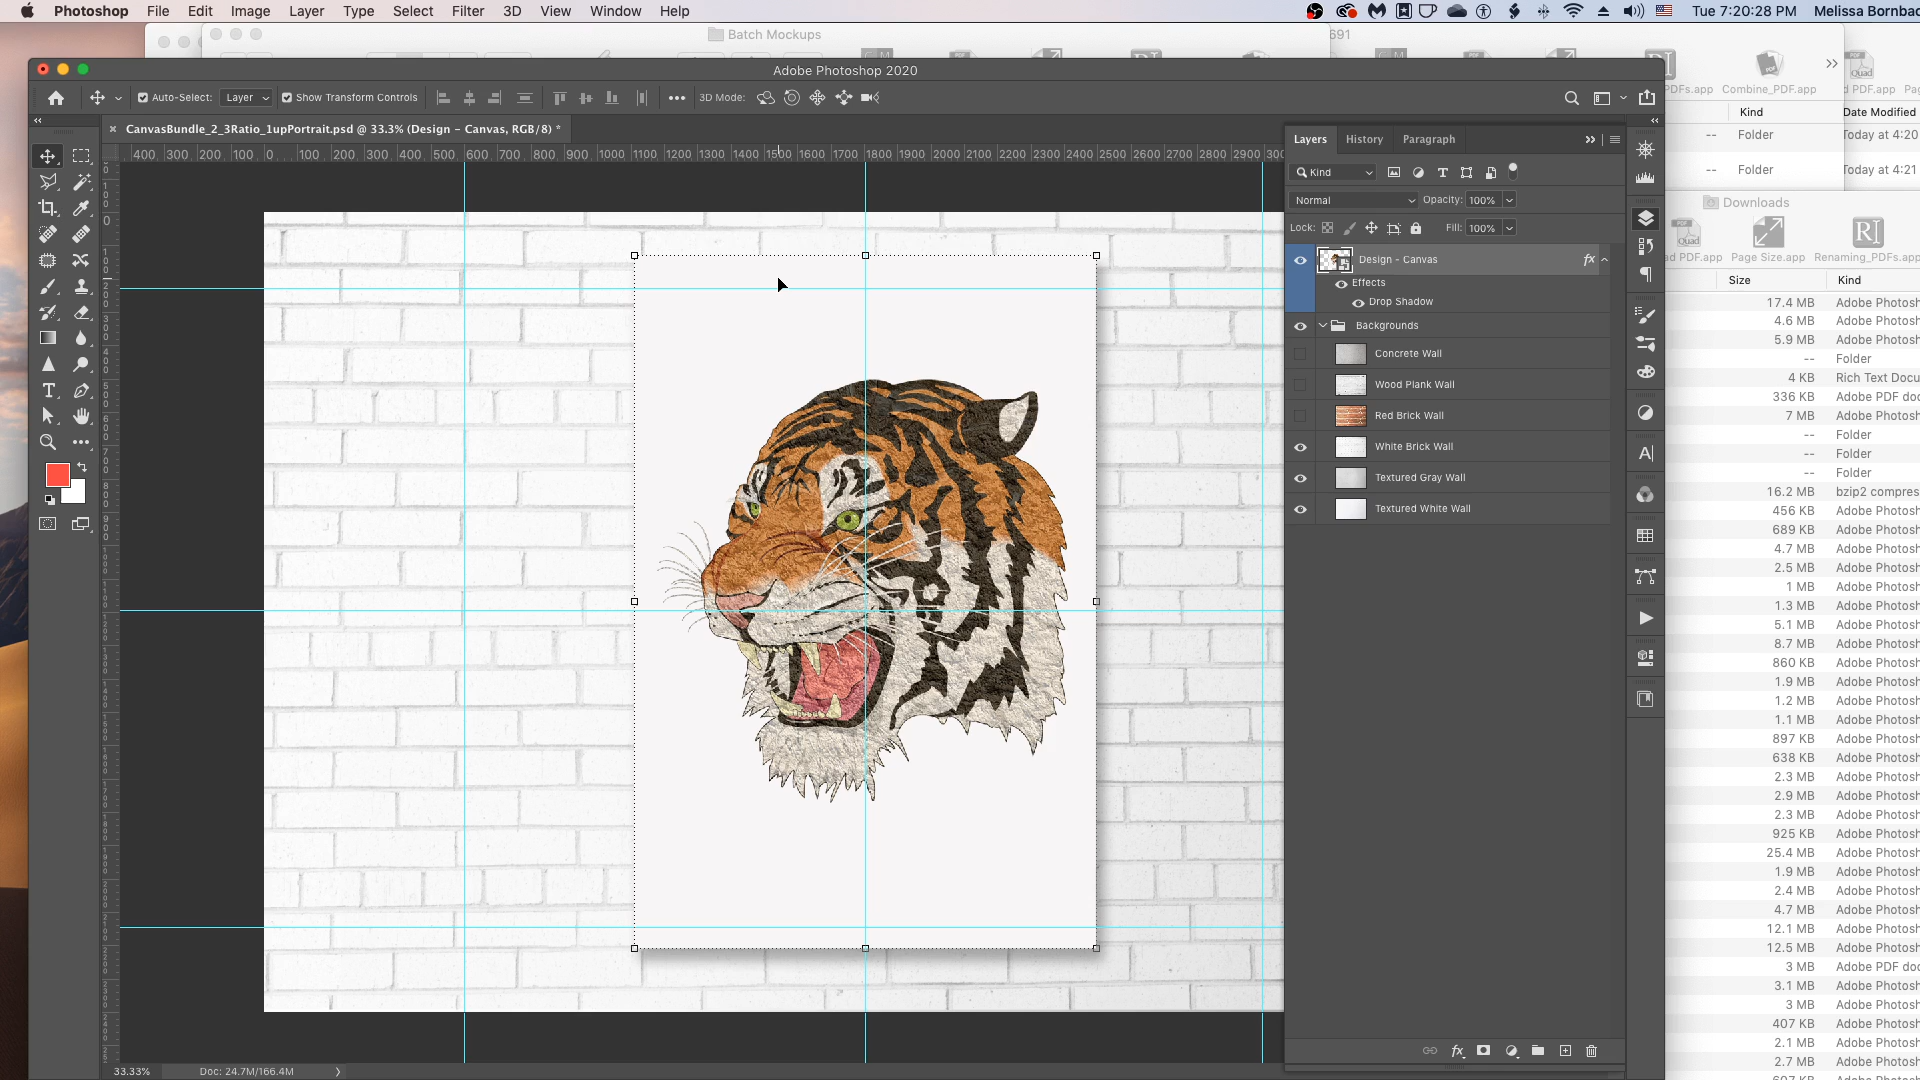 Photoshop File Edit Image Layer Type Select Filter 3D View Window Help
Tue 7:20:28 PM Melissa Bornbac
Batch Mockups
691
Adobe Photoshop 2020
PDFs.app Combine_PDF.app
Quad
d PDF.app Pag
Auto-Select: Layer Show Transform Controls 3D Mode:
Kind Date Modified
CanvasBundle_2_3Ratio_1upPortrait.psd @ 33.3% (Design - Canvas, RGB/8) *
-- Folder Today at 4:20
-- Folder Today at 4:21
400 300 200 100 0 100 200 300 400 500 600 700 800 900 1000 1100 1200 1300 1400 1500 1600 1700 1800 1900 2000 2100 2200 2300 2400 2500 2600 2700 2800 2900 300
Layers History Paragraph
Kind
Normal Opacity: 100%
Lock: Fill: 100%
Design - Canvas fx
Effects
Drop Shadow
Backgrounds
Concrete Wall
Wood Plank Wall
Red Brick Wall
White Brick Wall
Textured Gray Wall
Textured White Wall
Downloads
Quad RI
ad PDF.app Page Size.app Renaming_PDFs.app
Size Kind
17.4 MB Adobe Photosh
4.6 MB Adobe Photosh
5.9 MB Adobe Photosh
-- Folder
4 KB Rich Text Docu
336 KB Adobe PDF doc
7 MB Adobe Photosh
-- Folder
-- Folder
-- Folder
16.2 MB bzip2 compres
456 KB Adobe Photosh
689 KB Adobe Photosh
4.7 MB Adobe Photosh
2.5 MB Adobe Photosh
1 MB Adobe Photosh
1.3 MB Adobe Photosh
5.1 MB Adobe Photosh
8.7 MB Adobe Photosh
860 KB Adobe Photosh
1.9 MB Adobe Photosh
1.2 MB Adobe Photosh
1.1 MB Adobe Photosh
897 KB Adobe Photosh
638 KB Adobe Photosh
2.3 MB Adobe Photosh
2.9 MB Adobe Photosh
2.3 MB Adobe Photosh
925 KB Adobe Photosh
25.4 MB Adobe Photosh
1.9 MB Adobe Photosh
2.4 MB Adobe Photosh
4.7 MB Adobe Photosh
12.1 MB Adobe Photosh
12.5 MB Adobe Photosh
3 MB Adobe PDF doc
3.1 MB Adobe Photosh
3 MB Adobe Photosh
407 KB Adobe Photosh
2.1 MB Adobe Photosh
2.7 MB Adobe Photosh
33.33% Doc: 24.7M/166.4M